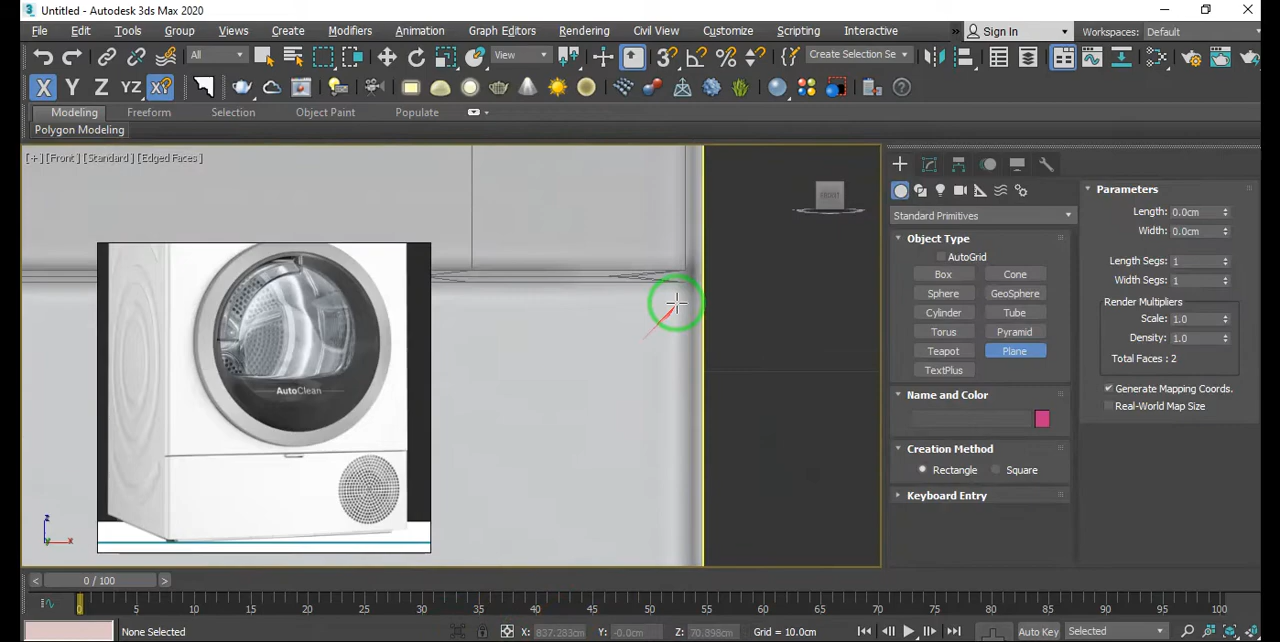 Untitled - Autodesk 3ds Max 2020
File Edit Tools Group Views Create Modifiers Animation Graph Editors Rendering Civil View Customize Scripting Interactive » Sign In Workspaces: Default
All View Create Selection Se
X Y Z YZ X?
Modeling Freeform Selection Object Paint Populate
Polygon Modeling
[+] [Front] [Standard] [Edged Faces]
FRONT
AutoClean
z
x
Standard Primitives
Object Type
AutoGrid
Box Cone
Sphere GeoSphere
Cylinder Tube
Torus Pyramid
Teapot Plane
TextPlus
Name and Color
Creation Method
Rectangle Square
Keyboard Entry
Parameters
Length: 0.0cm
Width: 0.0cm
Length Segs: 1
Width Segs: 1
Render Multipliers
Scale: 1.0
Density: 1.0
Total Faces : 2
Generate Mapping Coords.
Real-World Map Size
< 0 / 100 >
0 5 10 15 20 25 30 35 40 45 50 55 60 65 70 75 80 85 90 95 100
None Selected X: 837.283cm Y: -0.0cm Z: 70.898cm Grid = 10.0cm Auto Key Selected